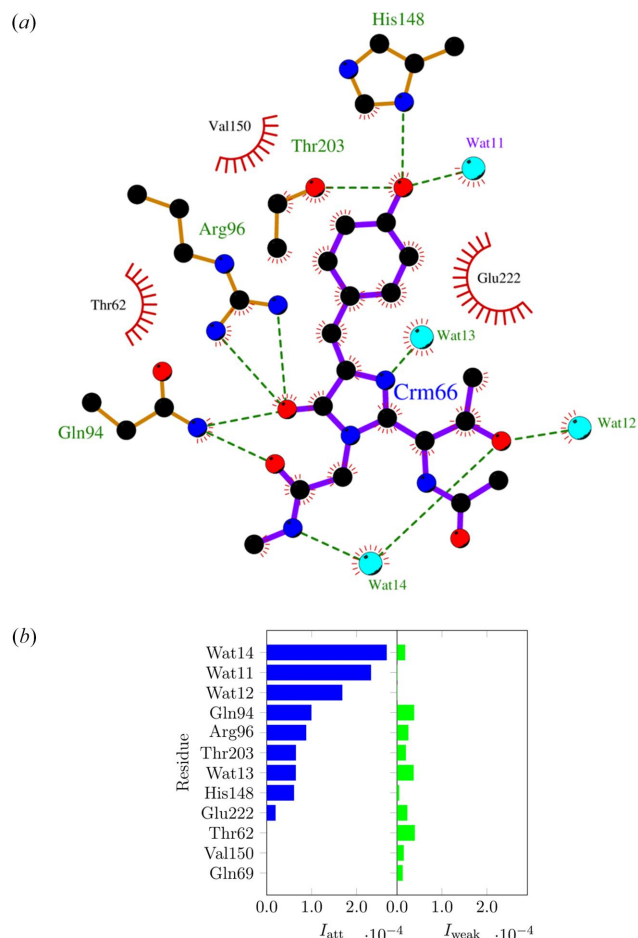 (a)
His148
Val150
Thr203
Wat11
Arg96
Glu222
Thr62
Wat13
Crm66
Wat12
Gln94
Wat14
(b)
Residue
Wat14
Wat11
Wat12
Gln94
Arg96
Thr203
Wat13
His148
Glu222
Thr62
Val150
Gln69
0.0 1.0 2.0 0.0 1.0 2.0
I_att ·10⁻⁴ I_weak ·10⁻⁴